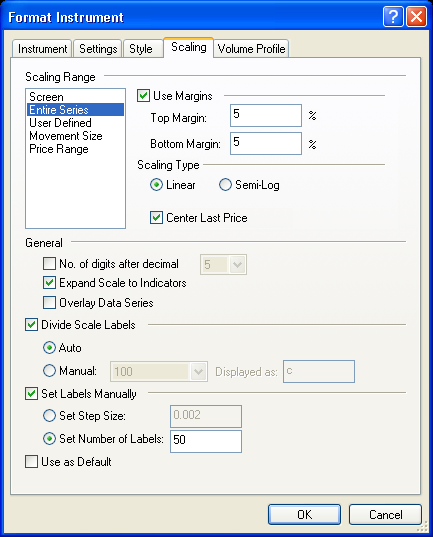 Format Instrument
Instrument Settings Style Scaling Volume Profile
Scaling Range
Screen
Entire Series
User Defined
Movement Size
Price Range
Use Margins
Top Margin: 5 %
Bottom Margin: 5 %
Scaling Type
Linear Semi-Log
Center Last Price
General
No. of digits after decimal 5
Expand Scale to Indicators
Overlay Data Series
Divide Scale Labels
Auto
Manual: 100 Displayed as: c
Set Labels Manually
Set Step Size: 0.002
Set Number of Labels: 50
Use as Default
OK Cancel